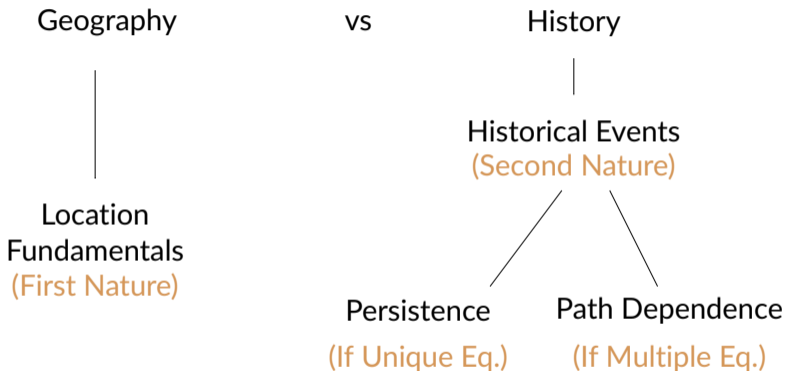 Geography vs History
Historical Events
(Second Nature)
Location
Fundamentals
(First Nature)
Persistence Path Dependence
(If Unique Eq.) (If Multiple Eq.)